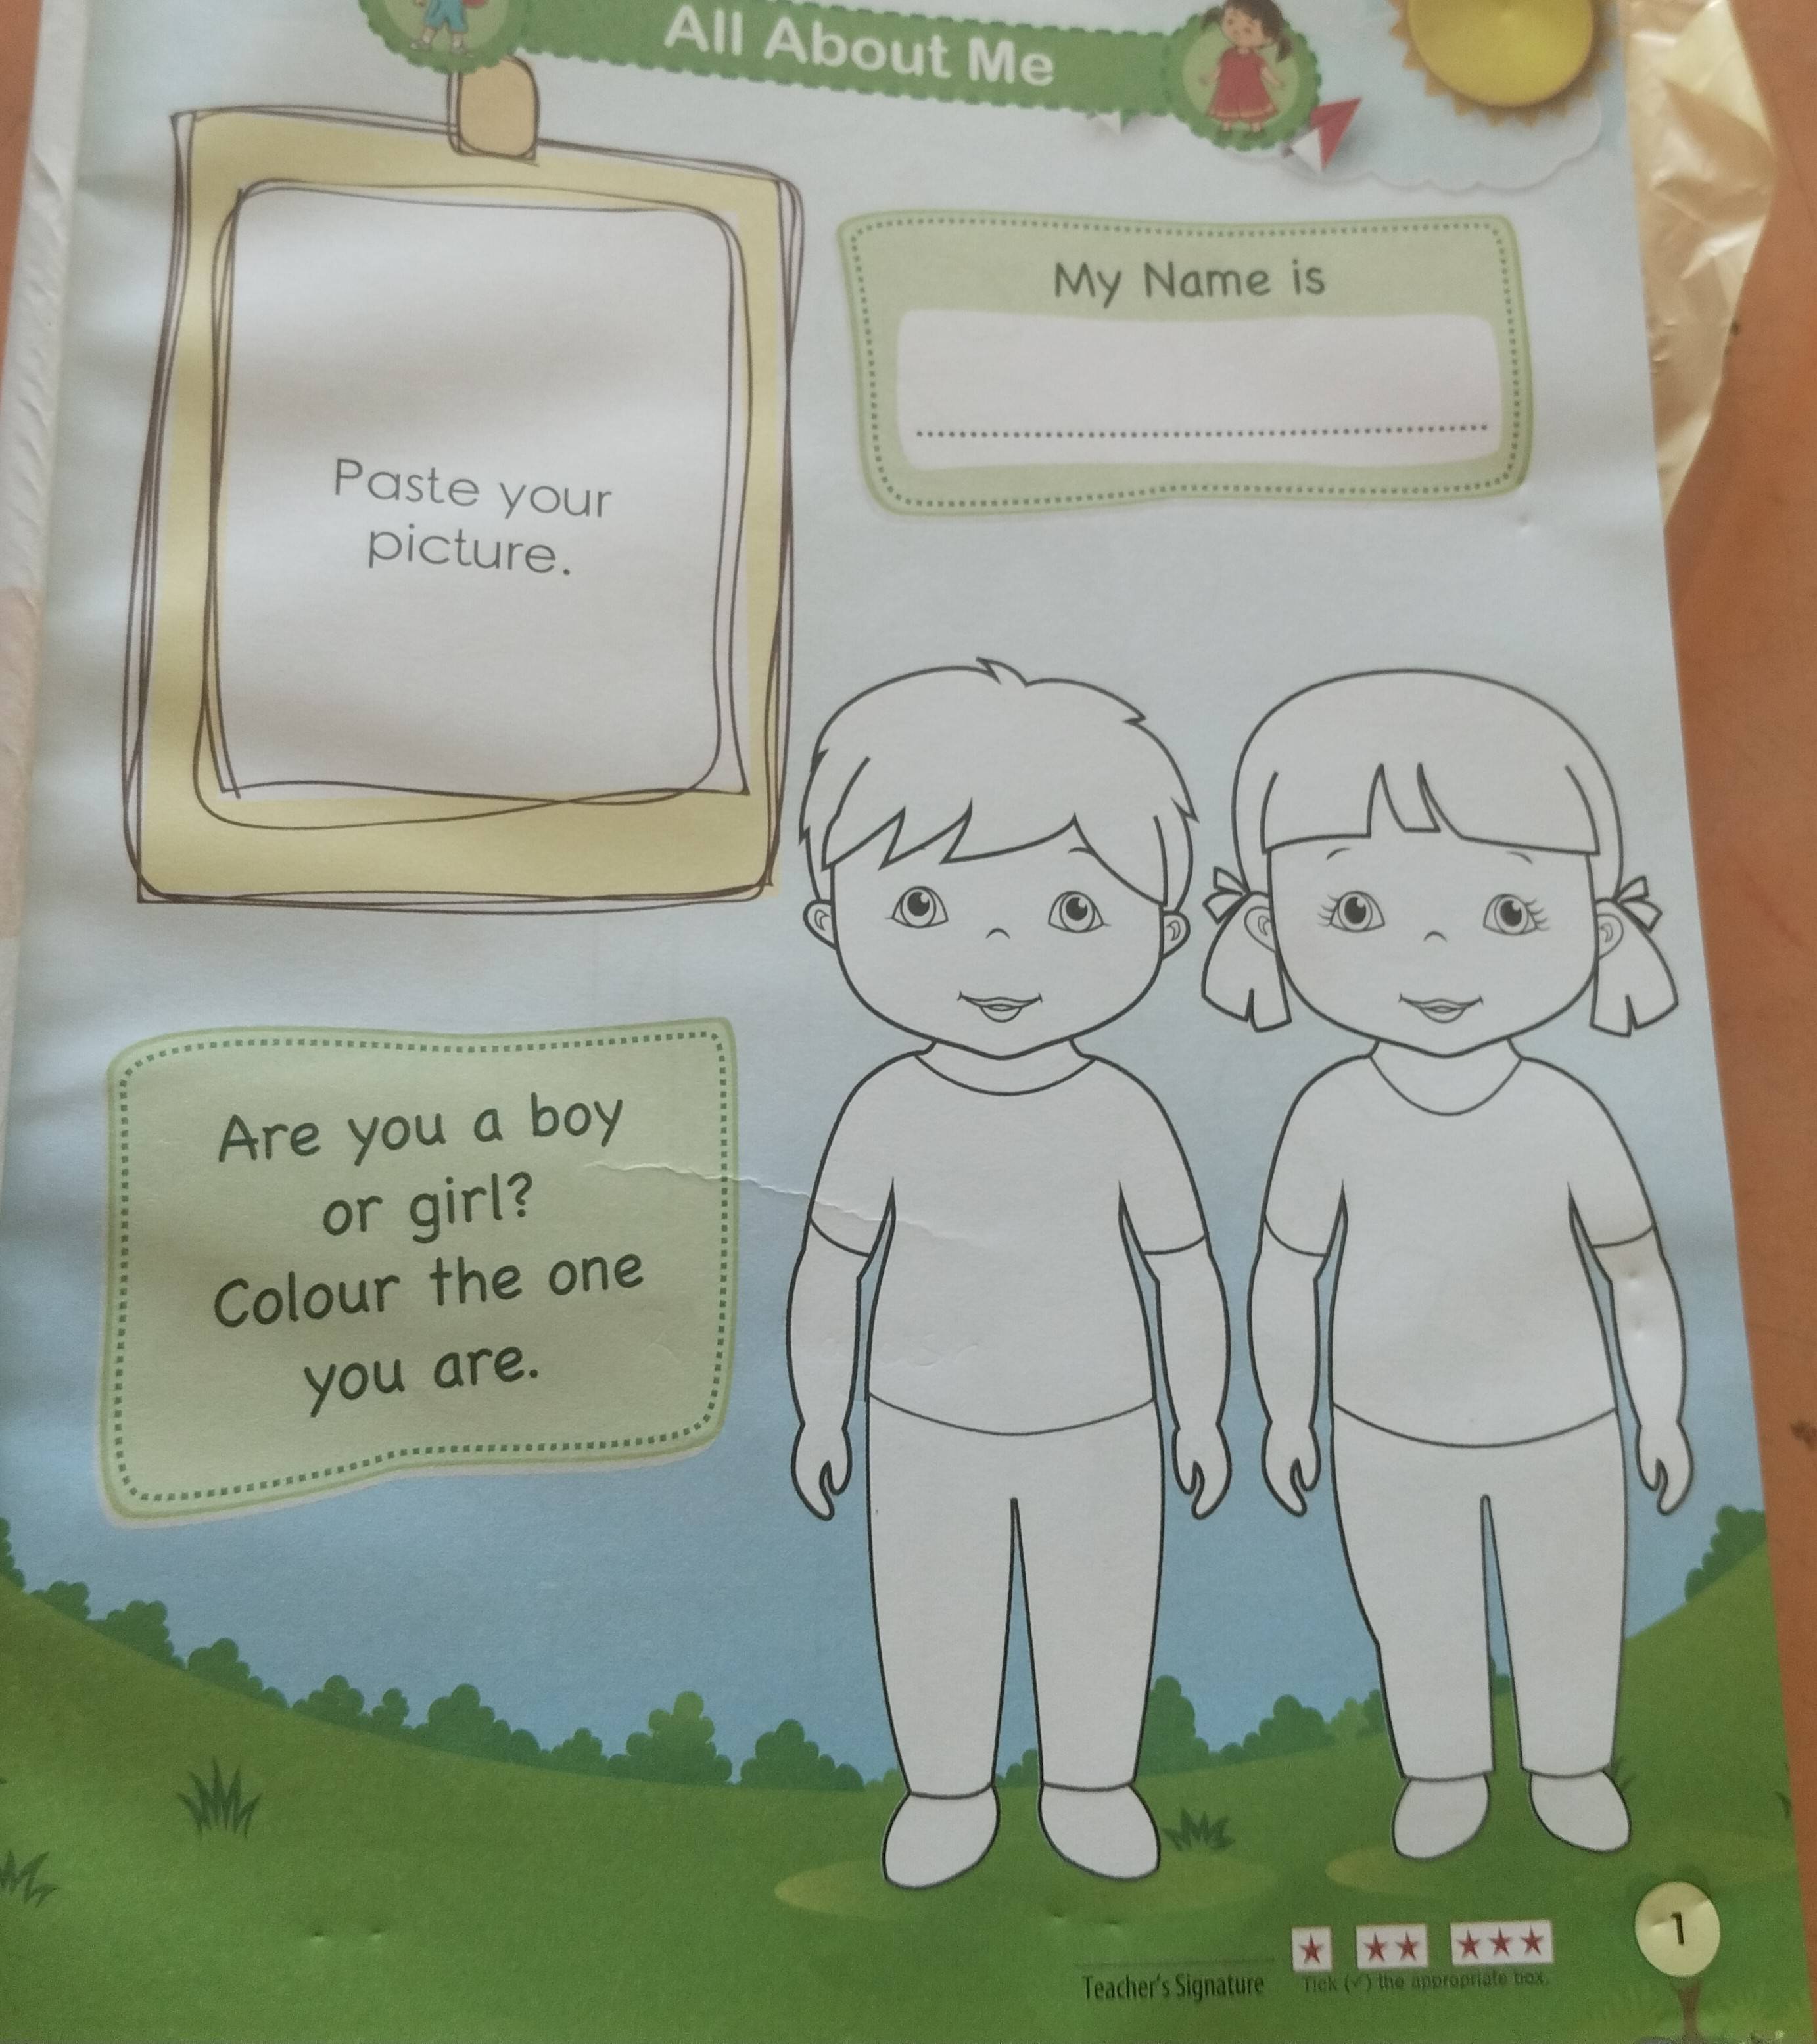 All About Me
My Name is
Paste your
picture.
Are you a boy
or girl?
Colour the one
you are.
Teacher's Signature
Tick (✓) the appropriate box.
1